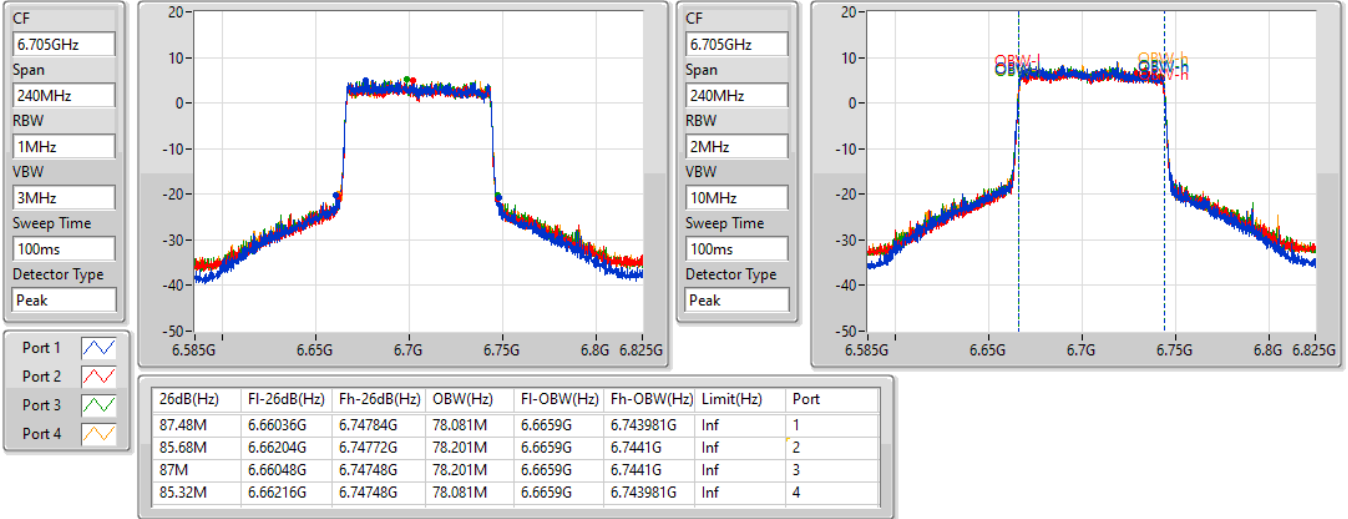 CF
6.705GHz
Span
240MHz
RBW
1MHz
VBW
3MHz
Sweep Time
100ms
Detector Type
Peak
20
10
0
-10
-20
-30
-40
-50
6.585G 6.65G 6.7G 6.75G 6.8G 6.825G
CF
6.705GHz
Span
240MHz
RBW
2MHz
VBW
10MHz
Sweep Time
100ms
Detector Type
Peak
20
10
0
-10
-20
-30
-40
-50
OBW-l OBW-h
OBW-h
6.585G 6.65G 6.7G 6.75G 6.8G 6.825G
Port 1
Port 2
Port 3
Port 4
26dB(Hz) Fl-26dB(Hz) Fh-26dB(Hz) OBW(Hz) Fl-OBW(Hz) Fh-OBW(Hz) Limit(Hz) Port
87.48M 6.66036G 6.74784G 78.081M 6.6659G 6.743981G Inf 1
85.68M 6.66204G 6.74772G 78.201M 6.6659G 6.7441G Inf 2
87M 6.66048G 6.74748G 78.201M 6.6659G 6.7441G Inf 3
85.32M 6.66216G 6.74748G 78.081M 6.6659G 6.743981G Inf 4